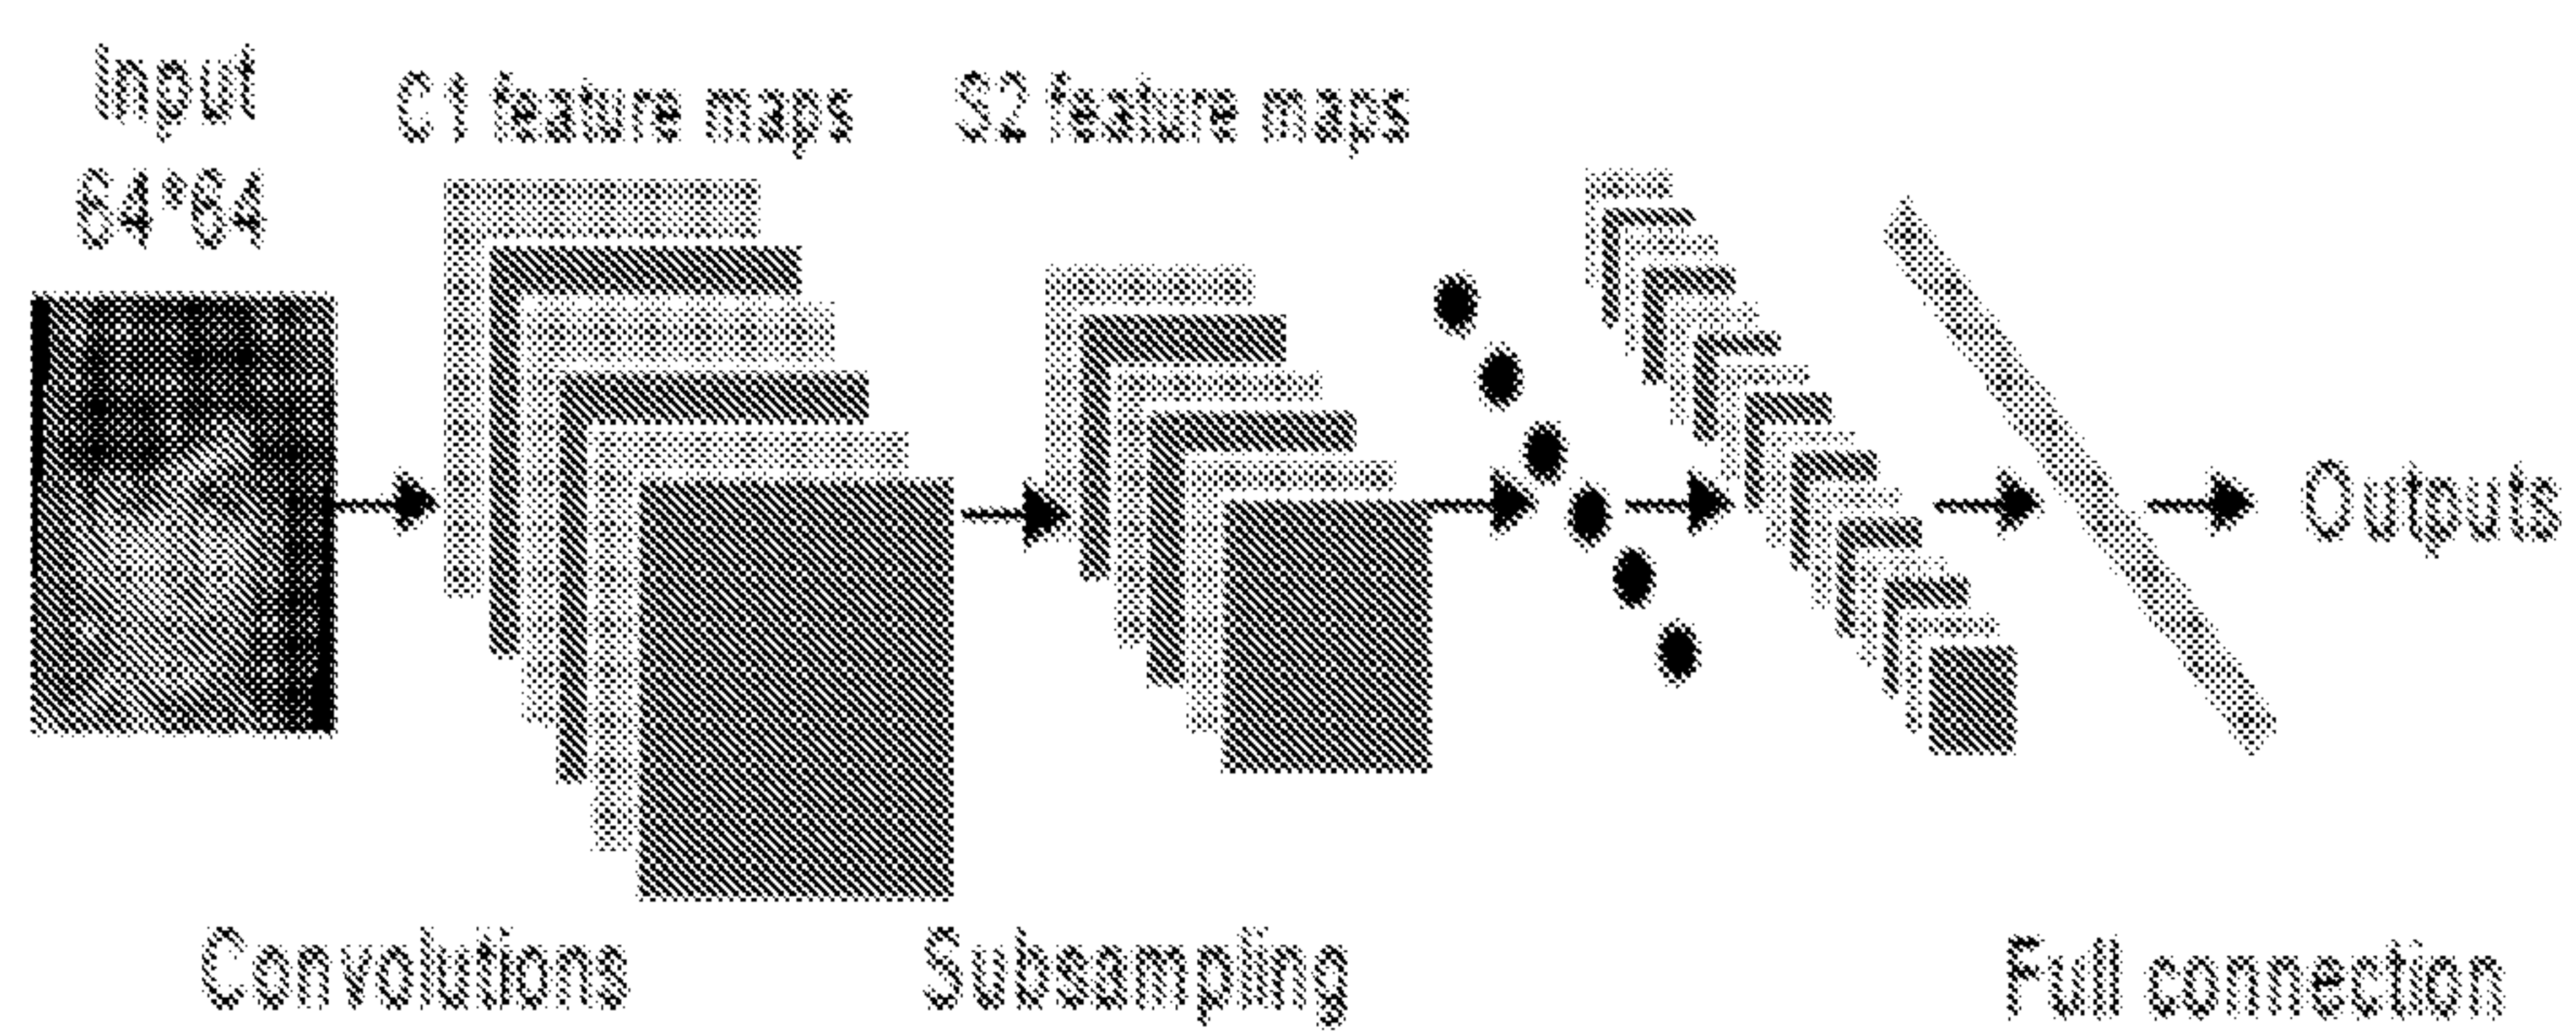 Input
64*64
C1 feature maps
S2 feature maps
Outputs
Convolutions
Subsampling
Full connection